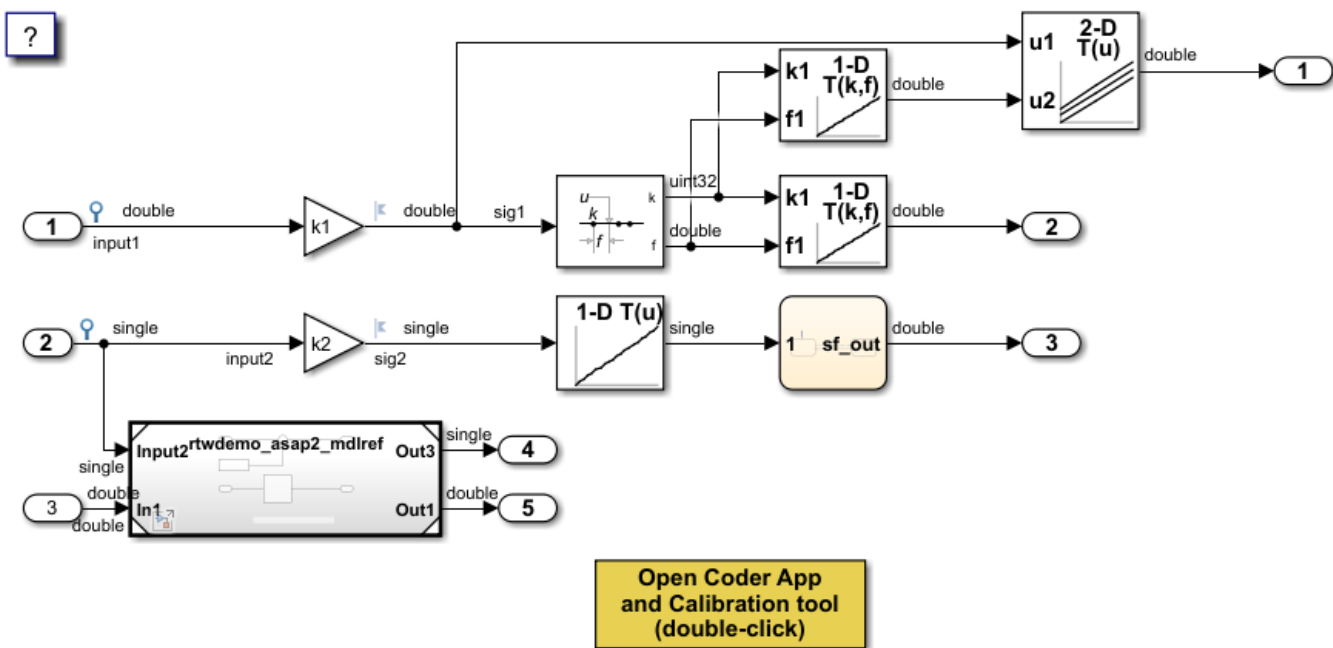 ?
u1
2-D
T(u)
u2
double
1
k1
1-D
T(k,f)
f1
double
1
double
input1
k1
double
sig1
u
k
f
k
f
uint32
double
k1
1-D
T(k,f)
f1
double
2
2
single
input2
k2
single
sig2
1-D T(u)
single
1
sf_out
double
3
single
Input2
rtwdemo_asap2_mdlref
Out3
single
4
3
double
double
In1
Out1
double
5
Open Coder App
and Calibration tool
(double-click)